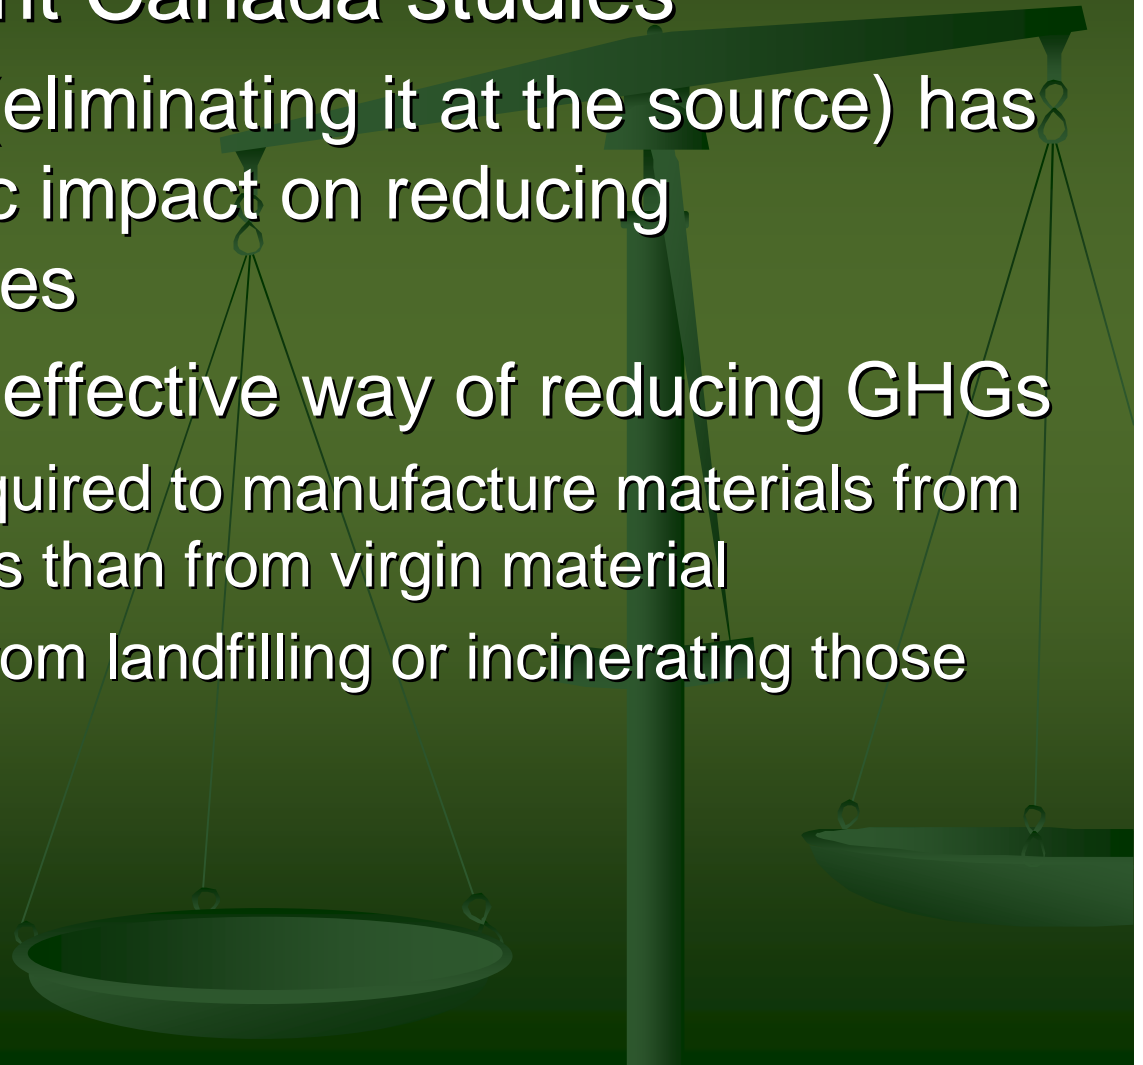 nt Canada studies
(eliminating it at the source) has
c impact on reducing
es
effective way of reducing GHGs
quired to manufacture materials from
s than from virgin material
om landfilling or incinerating those